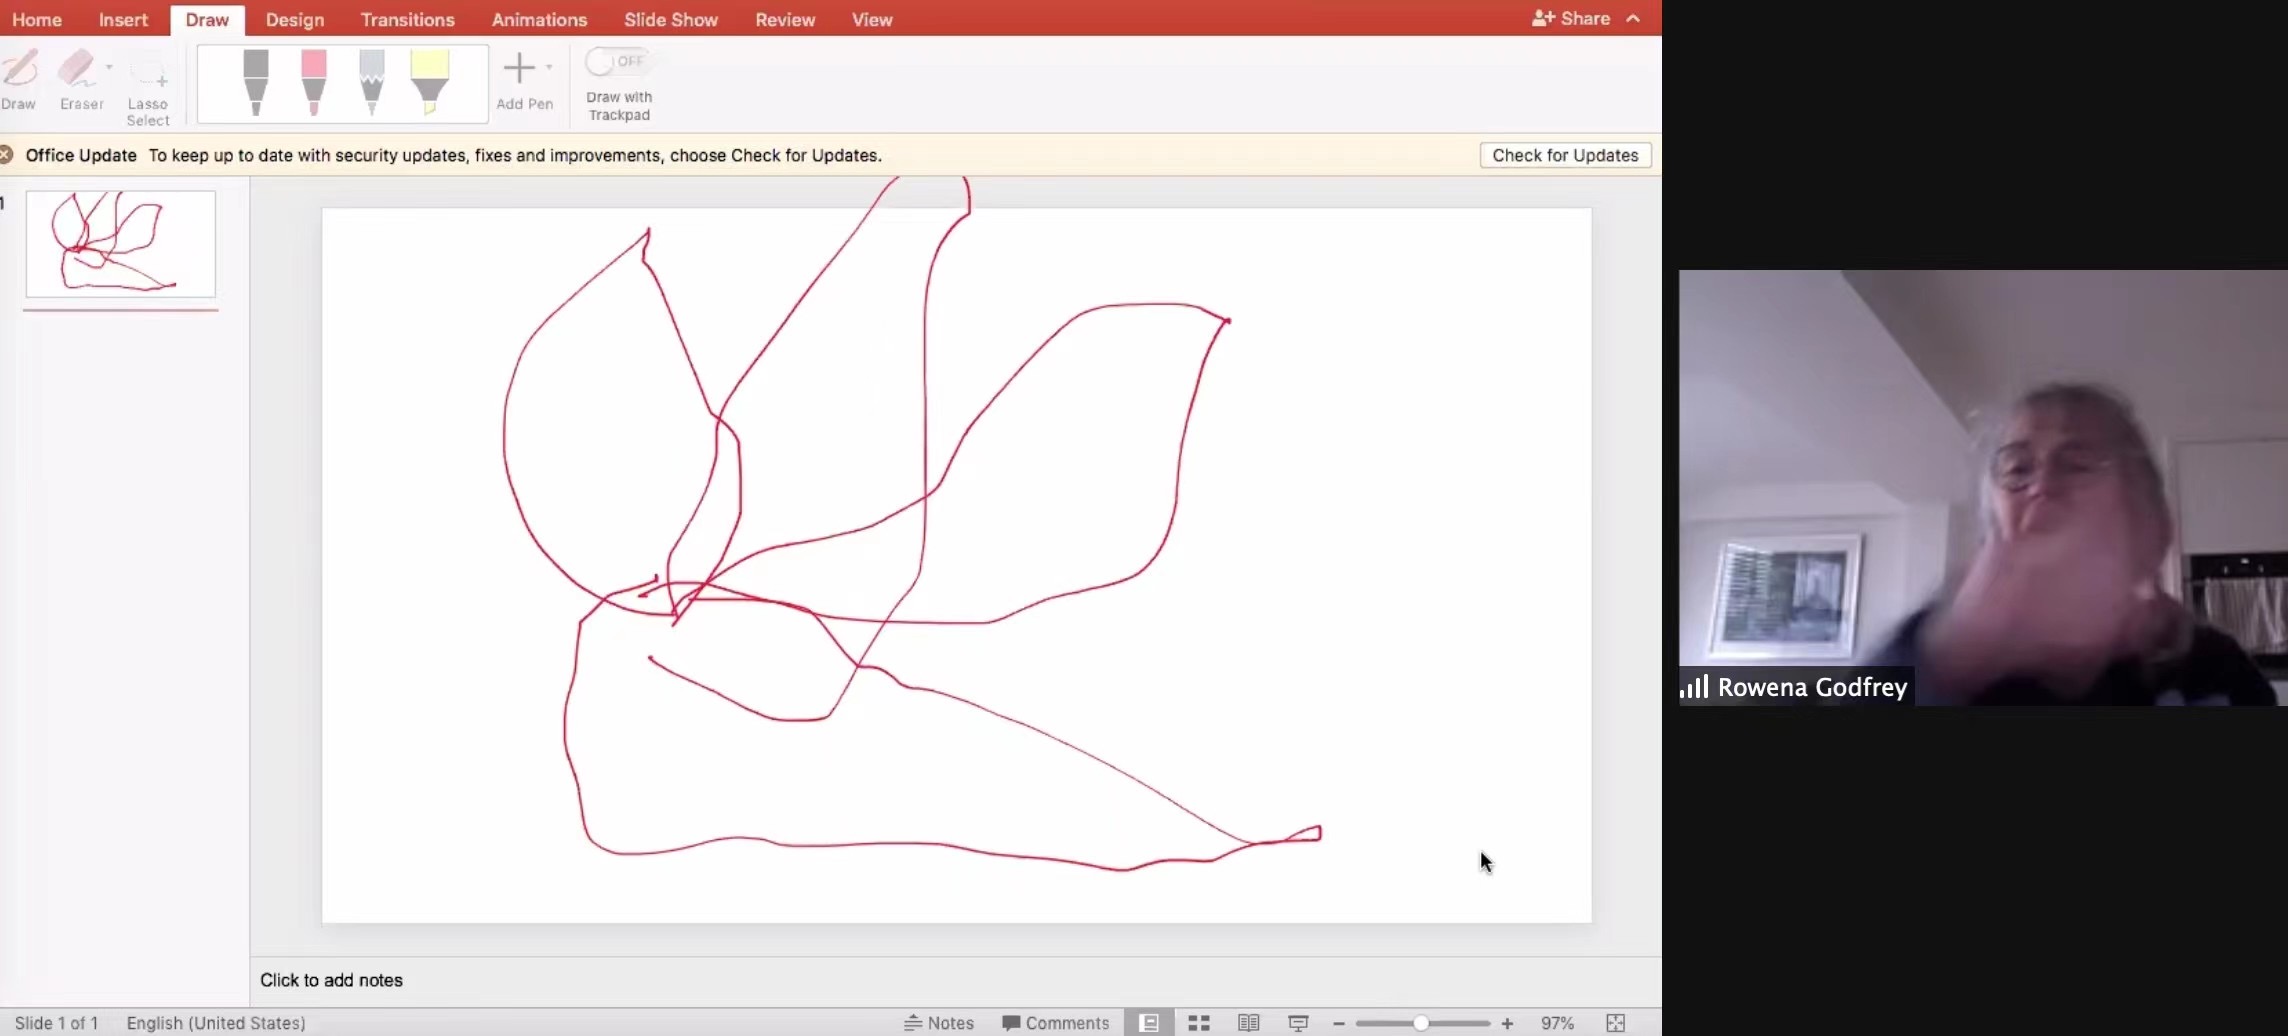 Home Insert Draw Design Transitions Animations Slide Show Review View Share
OFF
Draw Eraser Lasso Select Add Pen Draw with Trackpad
Office Update To keep up to date with security updates, fixes and improvements, choose Check for Updates. Check for Updates
1
Rowena Godfrey
Click to add notes
Slide 1 of 1 English (United States) Notes Comments 97%